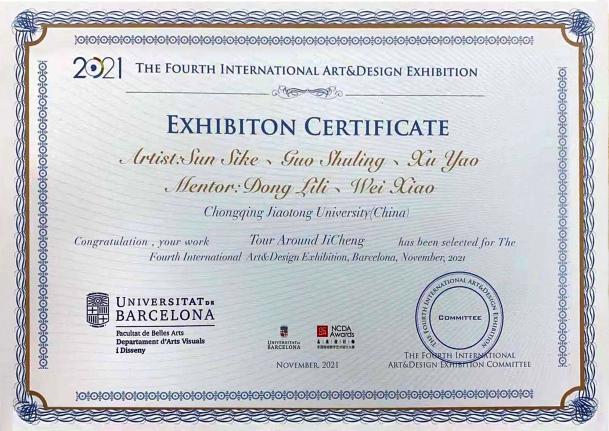 2021 THE FOURTH INTERNATIONAL ART&DESIGN EXHIBITION
EXHIBITON CERTIFICATE
Artist:Sun Sike、Guo Shuling、Xu Yao
Mentor:Dong Lili、Wei Xiao
Chongqing Jiaotong University(China)
Congratulation , your work Tour Around JiCheng has been selected for The
Fourth International Art&Design Exhibition, Barcelona, November, 2021
UNIVERSITAT DE
BARCELONA
Facultat de Belles Arts
Departament d'Arts Visuals
i Disseny
UNIVERSITAT DE
BARCELONA
NCDA
Awards
NOVEMBER, 2021
THE FOURTH INTERNATIONAL ART&DESIGN EXHIBITION
COMMITTEE
THE FOURTH INTERNATIONAL
ART&DESIGN EXHIBITION COMMITTEE